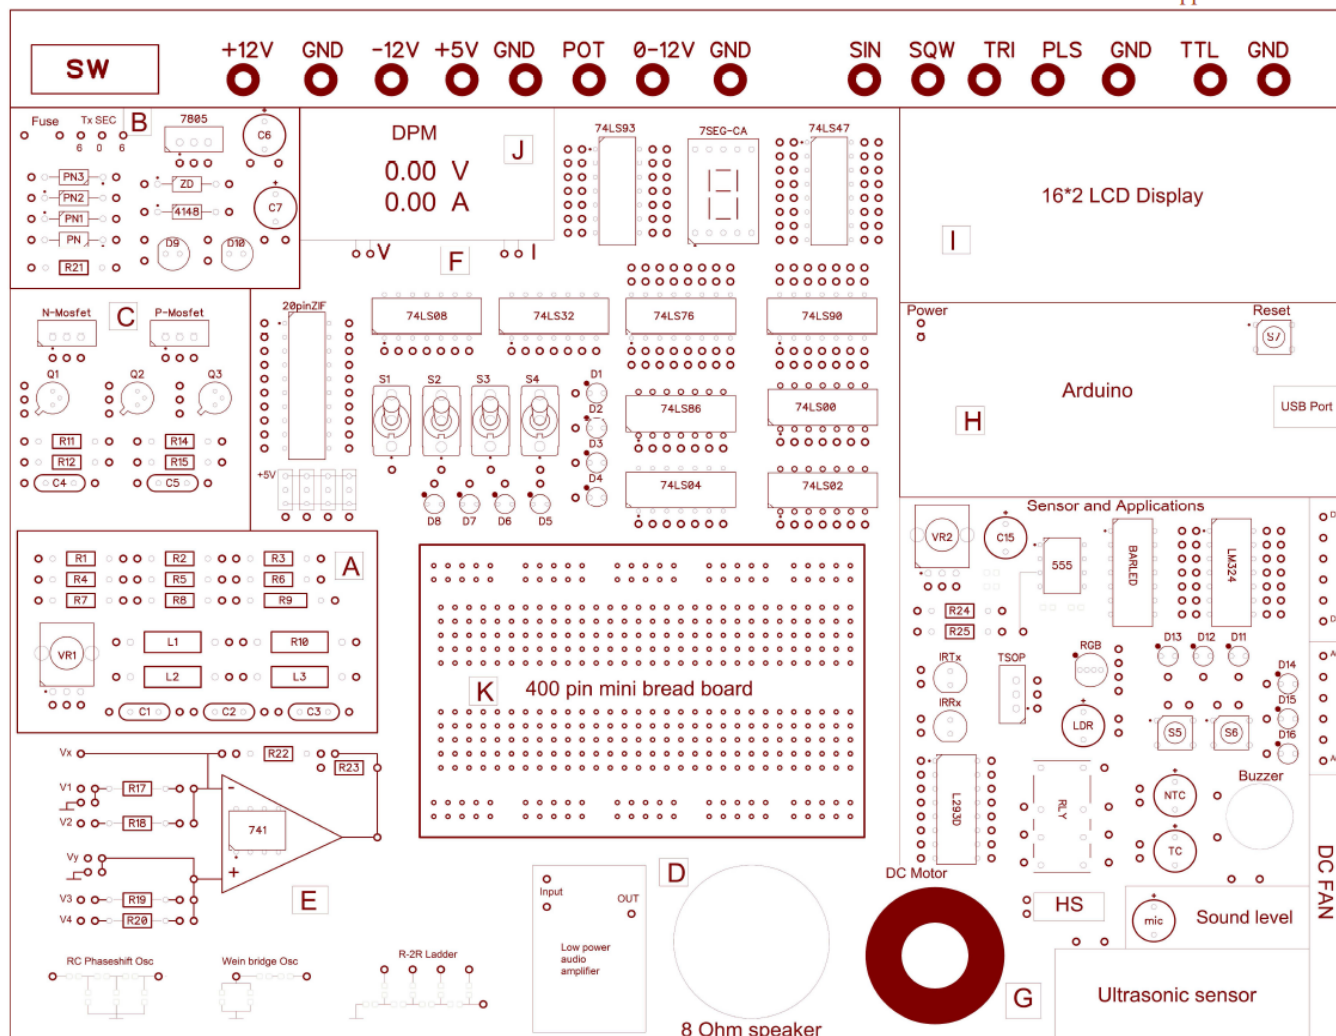 SW
+12V GND -12V +5V GND POT 0-12V GND SIN SQW TRI PLS GND TTL GND
Fuse Tx SEC B 7805 C6
6 0 6
PN3 ZD
PN2 4148 C7
PN1
PN D9 D10
R21
DPM J
0.00 V
0.00 A
V I
F
74LS93 7SEG-CA 74LS47
16*2 LCD Display
I
N-Mosfet C P-Mosfet
Q1 Q2 Q3
R11 R14
R12 R15
C4 C5
20pinZIF
+5V
74LS08 74LS32 74LS76 74LS90
S1 S2 S3 S4 D1
D2
D3
D4
D8 D7 D6 D5
74LS86 74LS00
74LS04 74LS02
Power Reset
S7
Arduino
H
USB Port
A
R1 R2 R3
R4 R5 R6
R7 R8 R9
VR1 L1 R10
L2 L3
C1 C2 C3
K 400 pin mini bread board
Sensor and Applications
VR2 C15 555 BARLED LM324
R24
R25
IRTx TSOP RGB D13 D12 D11
IRRx LDR S5 S6 D14
D15
D16
L293D RLY NTC Buzzer
TC
DC FAN
Vx R22
R23
V1 R17 -
V2 R18 741
Vy +
V3 R19
V4 R20
E
RC Phaseshift Osc Wein bridge Osc R-2R Ladder
Input
OUT
Low power
audio
amplifier
D
8 Ohm speaker
DC Motor
HS mic Sound level
G Ultrasonic sensor